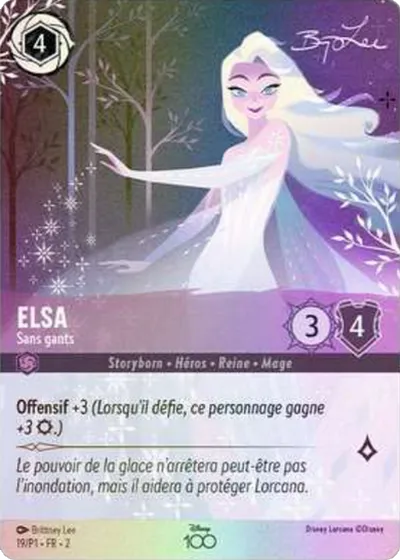 4
ELSA
Sans gants
3
4
Storyborn • Héros • Reine • Mage
Offensif +3 (Lorsqu'il défie, ce personnage gagne
+3 .)
Le pouvoir de la glace n'arrêtera peut-être pas
l'inondation, mais il aidera à protéger Lorcana.
Brittney Lee
19/P1 • FR • 2
Disney
100
Disney Lorcana ©Disney